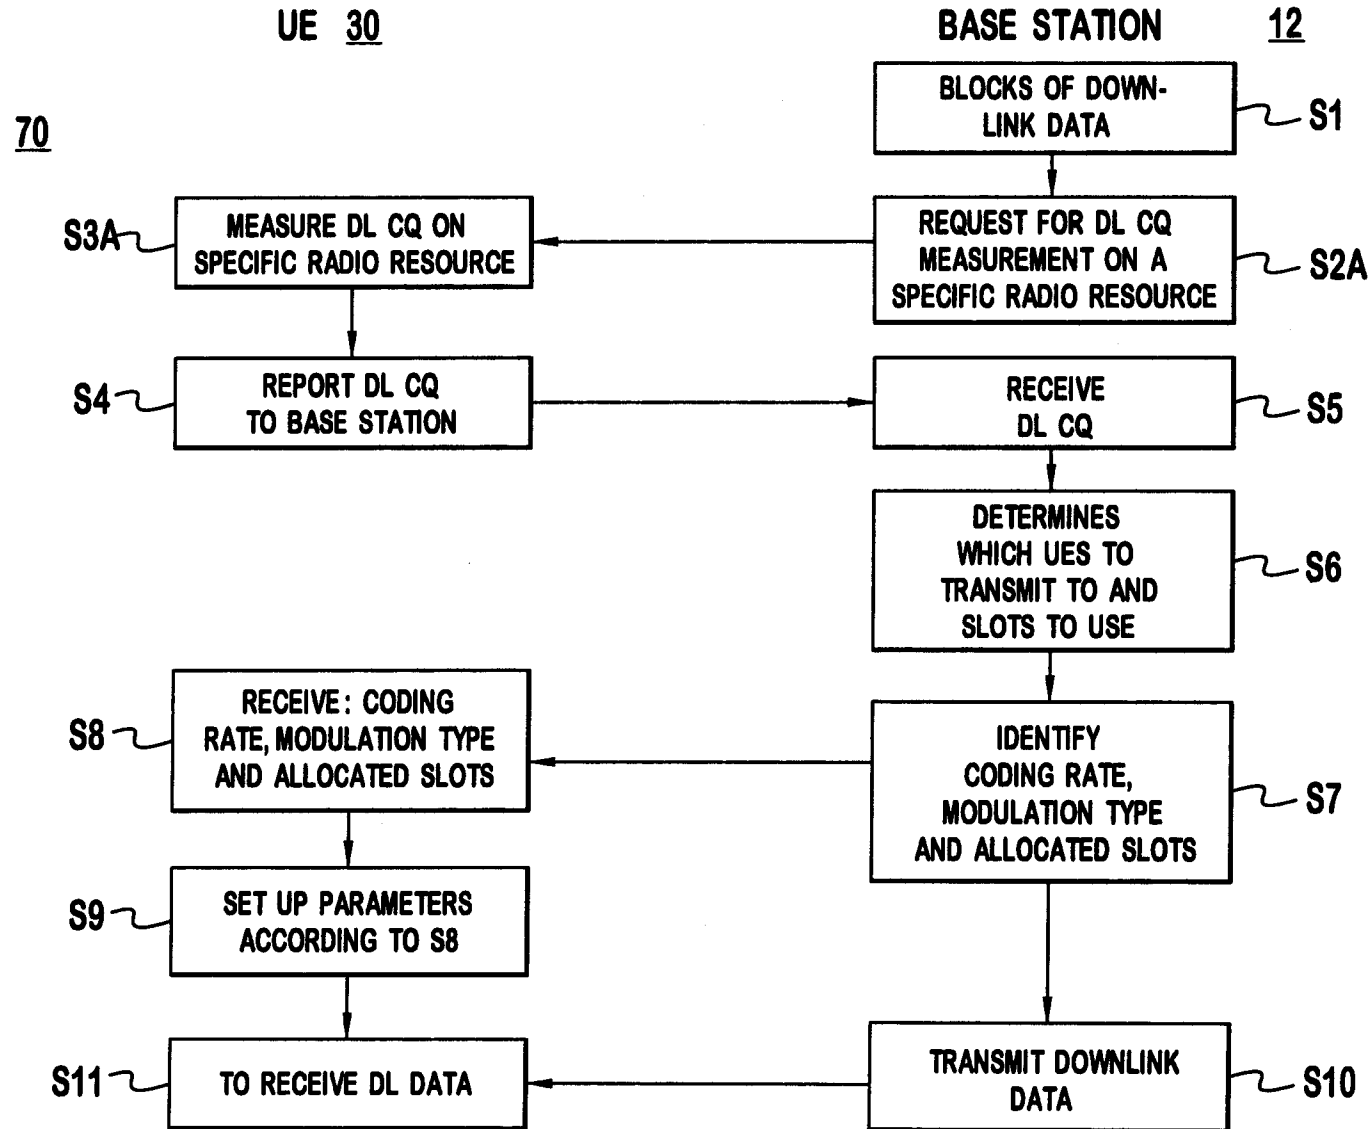 UE 30
BASE STATION 12
70
BLOCKS OF DOWN-
LINK DATA
S1
S3A
MEASURE DL CQ ON
SPECIFIC RADIO RESOURCE
REQUEST FOR DL CQ
MEASUREMENT ON A
SPECIFIC RADIO RESOURCE
S2A
S4
REPORT DL CQ
TO BASE STATION
RECEIVE
DL CQ
S5
DETERMINES
WHICH UES TO
TRANSMIT TO AND
SLOTS TO USE
S6
S8
RECEIVE: CODING
RATE, MODULATION TYPE
AND ALLOCATED SLOTS
IDENTIFY
CODING RATE,
MODULATION TYPE
AND ALLOCATED SLOTS
S7
S9
SET UP PARAMETERS
ACCORDING TO S8
S11
TO RECEIVE DL DATA
TRANSMIT DOWNLINK
DATA
S10